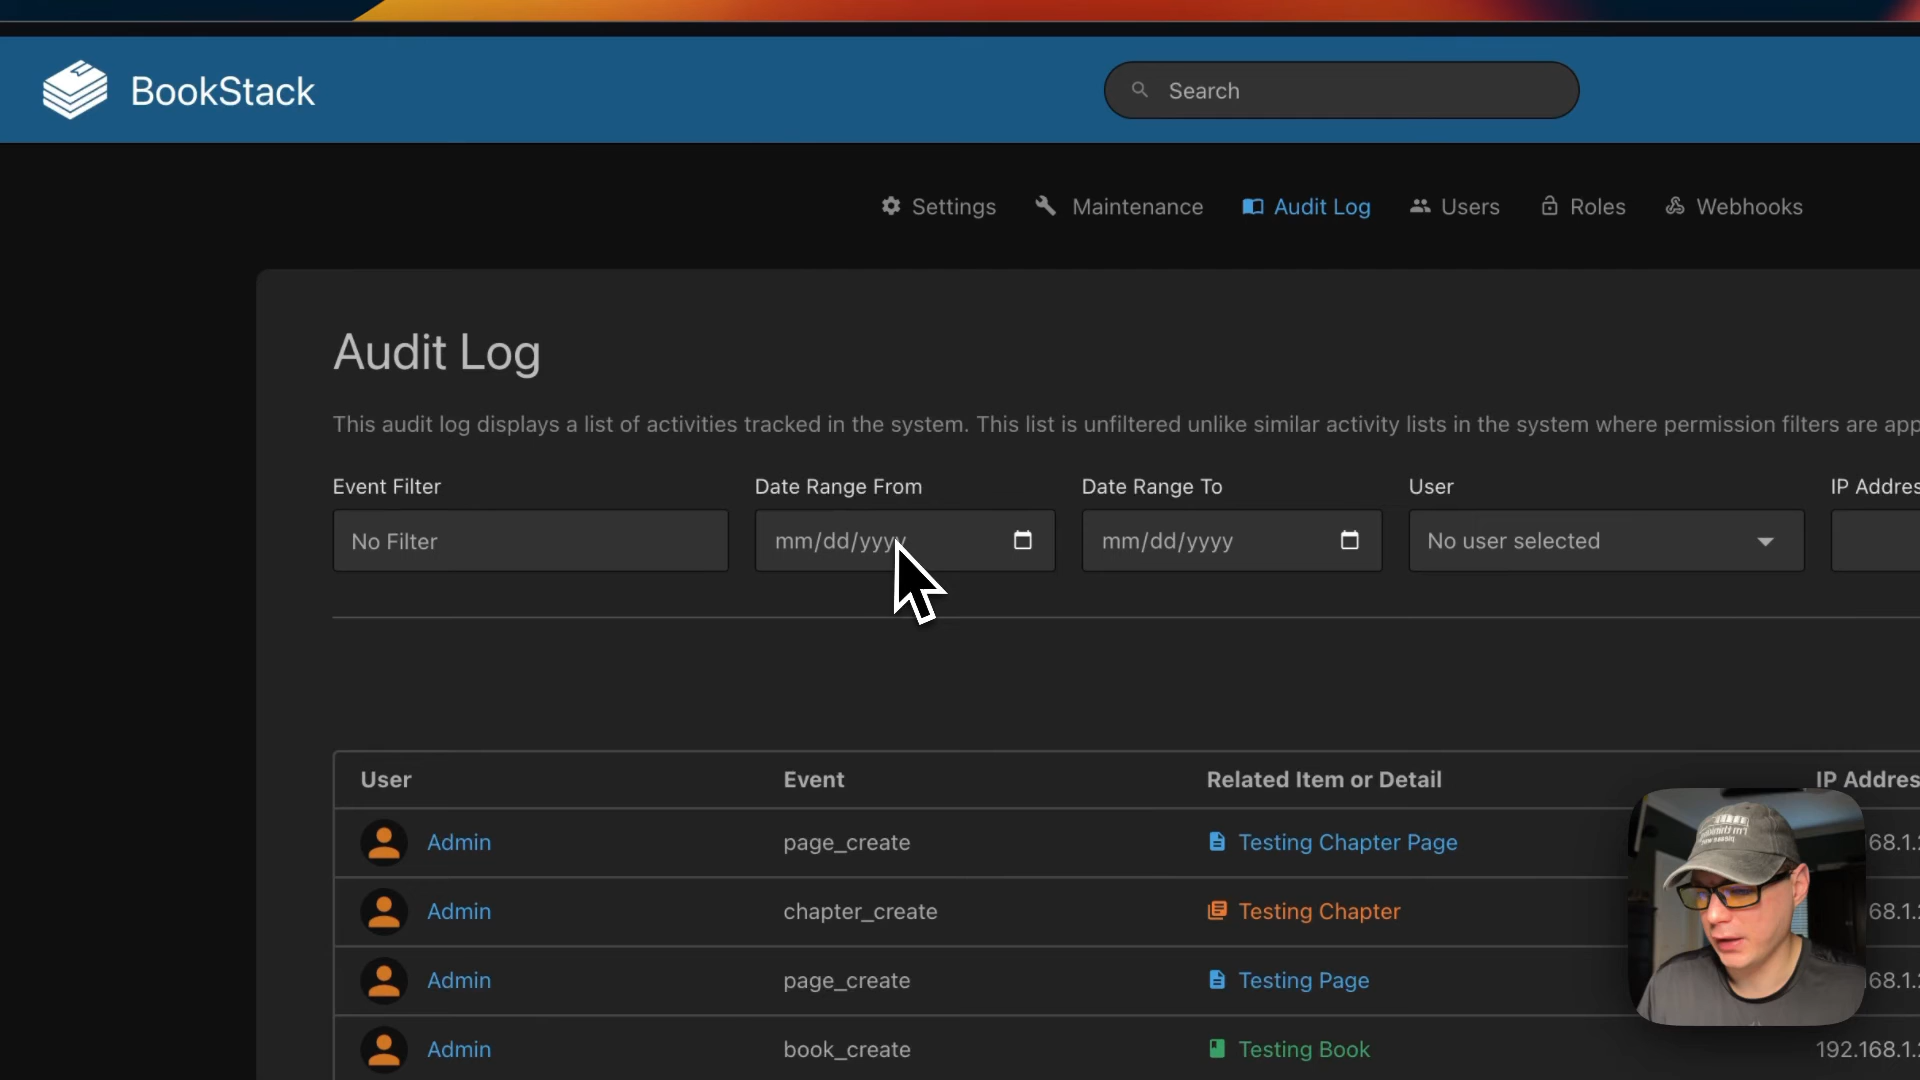 BookStack
Search
Settings Maintenance Audit Log Users Roles Webhooks
Audit Log
This audit log displays a list of activities tracked in the system. This list is unfiltered unlike similar activity lists in the system where permission filters are app
Event Filter Date Range From Date Range To User IP Addres
No Filter mm/dd/yyyy mm/dd/yyyy No user selected
User Event Related Item or Detail IP Addres
Admin page_create Testing Chapter Page 68.1.2
Admin chapter_create Testing Chapter 68.1.2
Admin page_create Testing Page 68.1.2
Admin book_create Testing Book 192.168.1.2